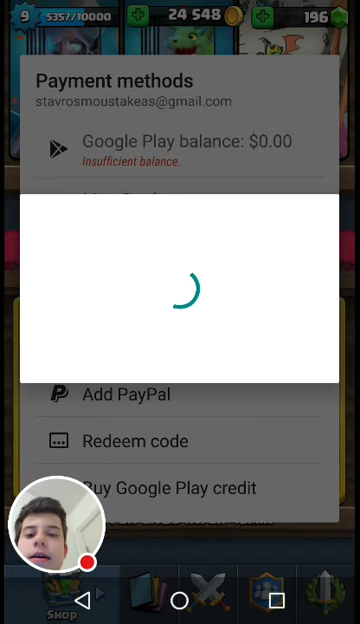 9 5357/10000 24 548 196
Payment methods
stavrosmoustakeas@gmail.com
Google Play balance: $0.00
Insufficient balance.
Add PayPal
Redeem code
Buy Google Play credit
Shop